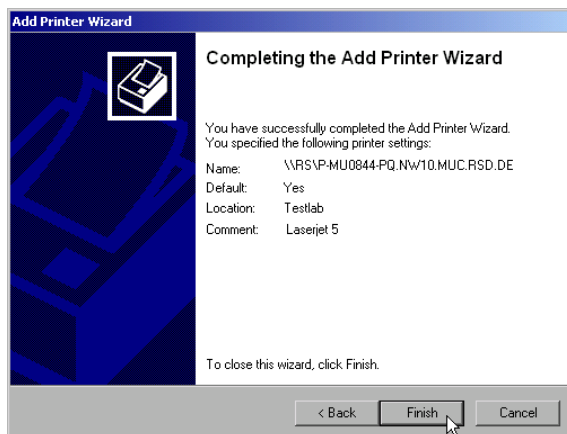 Add Printer Wizard
Completing the Add Printer Wizard
You have successfully completed the Add Printer Wizard.
You specified the following printer settings:
Name: \\RS\P-MU0844-PQ.NW10.MUC.RSD.DE
Default: Yes
Location: Testlab
Comment: Laserjet 5
To close this wizard, click Finish.
< Back Finish Cancel